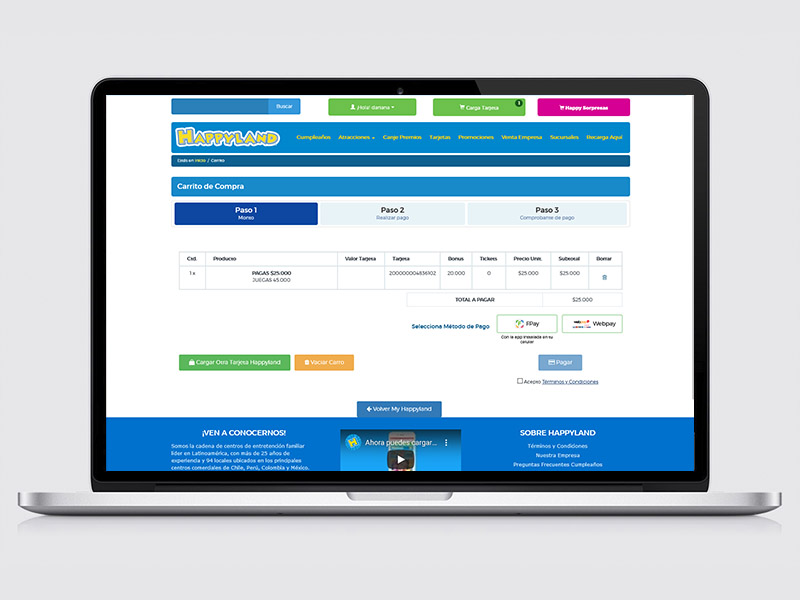 Buscar
¡Hola! dariana
Carga Tarjeta
1
Happy Sorpresas
HAPPYLAND
Cumpleaños Atracciones Canje Premios Tarjetas Promociones Venta Empresa Sucursales Recarga Aquí
Estás en: Inicio / Carrito
Carrito de Compra
Paso 1
Monto
Paso 2
Realizar pago
Paso 3
Comprobante de pago
Ctd. Producto Valor Tarjeta Tarjeta Bonus Tickets Precio Unit. Subtotal Borrar
1 x PAGAS $25.000 200000004836902 20.000 0 $25.000 $25.000
JUEGAS 45.000
TOTAL A PAGAR $25.000
Selecciona Método de Pago
FPay
Webpay
Con la app instalada en tu
celular
Cargar Otra Tarjeta Happyland
Vaciar Carro
Pagar
Acepto Términos y Condiciones
Volver My Happyland
¡VEN A CONOCERNOS!
Somos la cadena de centros de entretención familiar
líder en Latinoamérica, con más de 25 años de
experiencia y 94 locales ubicados en los principales
centros comerciales de Chile, Perú, Colombia y México.
Ahora puedes cargar...
SOBRE HAPPYLAND
Términos y Condiciones
Nuestra Empresa
Preguntas Frecuentes Cumpleaños